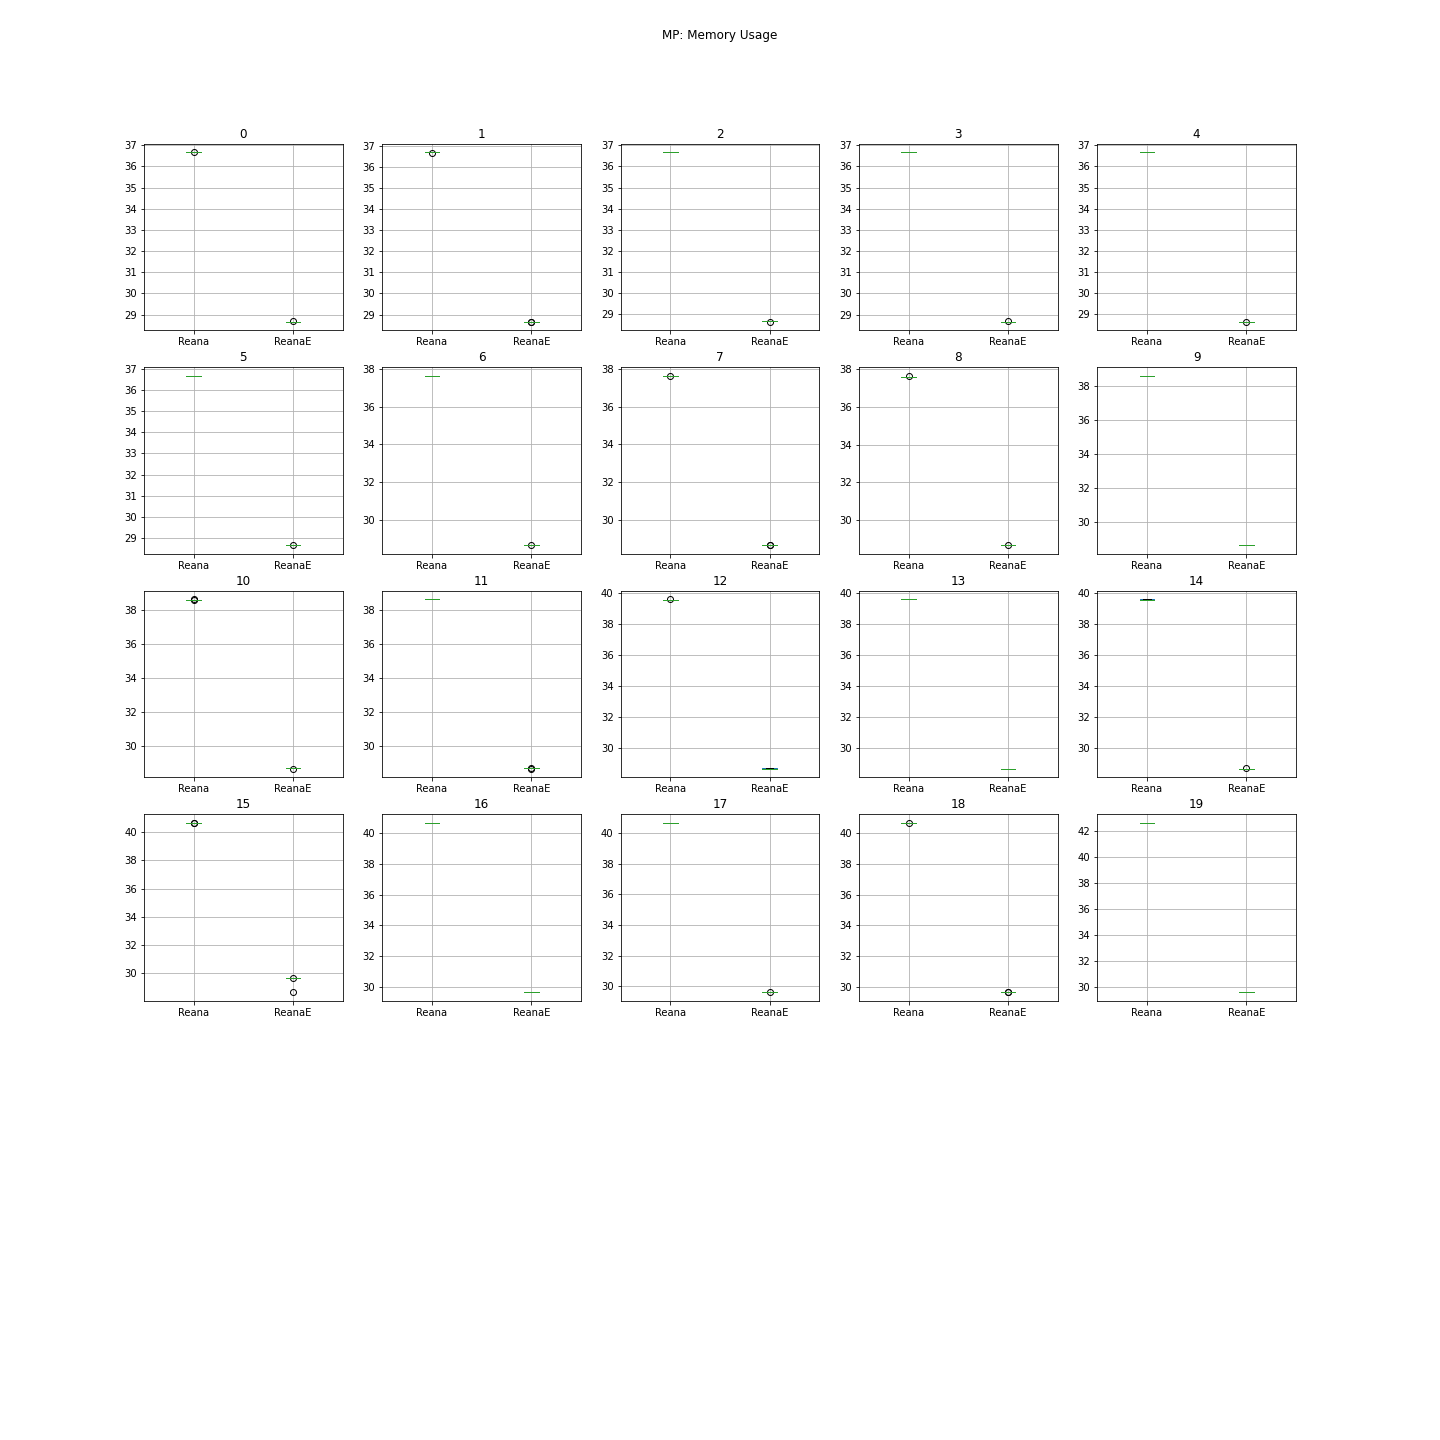 MP: Memory Usage
0 1 2 3 4
37 37 37 37 37
36 36 36 36 36
35 35 35 35 35
34 34 34 34 34
33 33 33 33 33
32 32 32 32 32
31 31 31 31 31
30 30 30 30 30
29 29 29 29 29
Reana ReanaE Reana ReanaE Reana ReanaE Reana ReanaE Reana ReanaE
5 6 7 8 9
37 38 38 38 38
36 36 36 36 36
35 34 34 34 34
34 32 32 32 32
33 30 30 30 30
32
31
30
29
Reana ReanaE Reana ReanaE Reana ReanaE Reana ReanaE Reana ReanaE
10 11 12 13 14
38 38 40 40 40
36 36 38 38 38
34 34 36 36 36
32 32 34 34 34
30 30 32 32 32
30 30 30
Reana ReanaE Reana ReanaE Reana ReanaE Reana ReanaE Reana ReanaE
15 16 17 18 19
40 40 40 40 42
38 38 38 38 40
36 36 36 36 38
34 34 34 34 36
32 32 32 32 34
30 30 30 30 32
30
Reana ReanaE Reana ReanaE Reana ReanaE Reana ReanaE Reana ReanaE